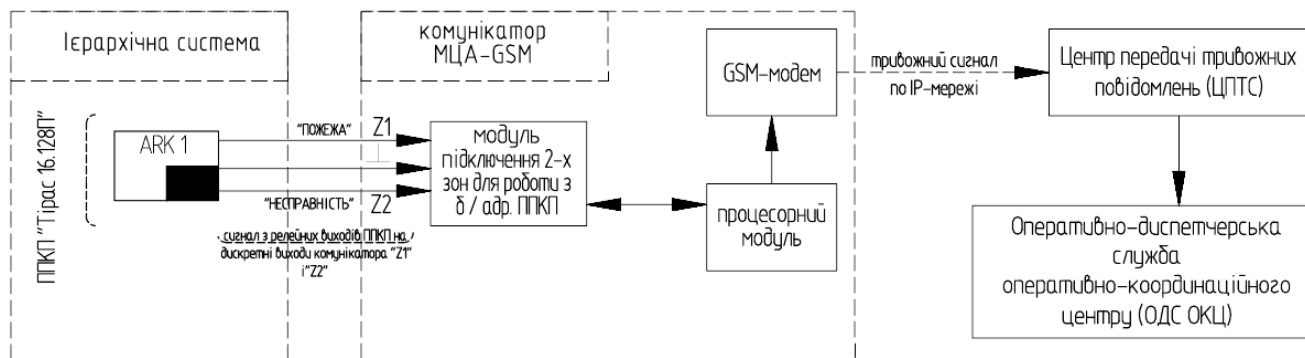 Ієрархічна система
комунікатор
МЦА-GSM
ППКП "Тірас 16.128П"
ARK 1
"ПОЖЕЖА"
Z1
"НЕСПРАВНІСТЬ"
Z2
сигнал з релейних виходів ППКП на
дискретні виходи комунікатора "Z1"
і"Z2"
модуль
підключення 2-х
зон для роботи з
б / адр. ППКП
GSM-модем
процесорний
модуль
тривожний сигнал
по IP-мережі
Центр передачі тривожних
повідомлень (ЦПТС)
Оперативно-диспетчерська
служба
оперативно-координаційного
центру (ОДС ОКЦ)